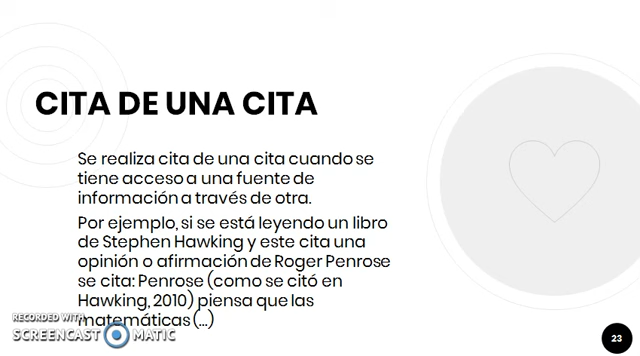 CITA DE UNA CITA
Se realiza cita de una cita cuando se
tiene acceso a una fuente de
información a través de otra.
Por ejemplo, si se está leyendo un libro
de Stephen Hawking y este cita una
opinión o afirmación de Roger Penrose
se cita: Penrose (como se citó en
Hawking, 2010) piensa que las
matemáticas (...)
RECORDED WITH
SCREENCAST MATIC
23